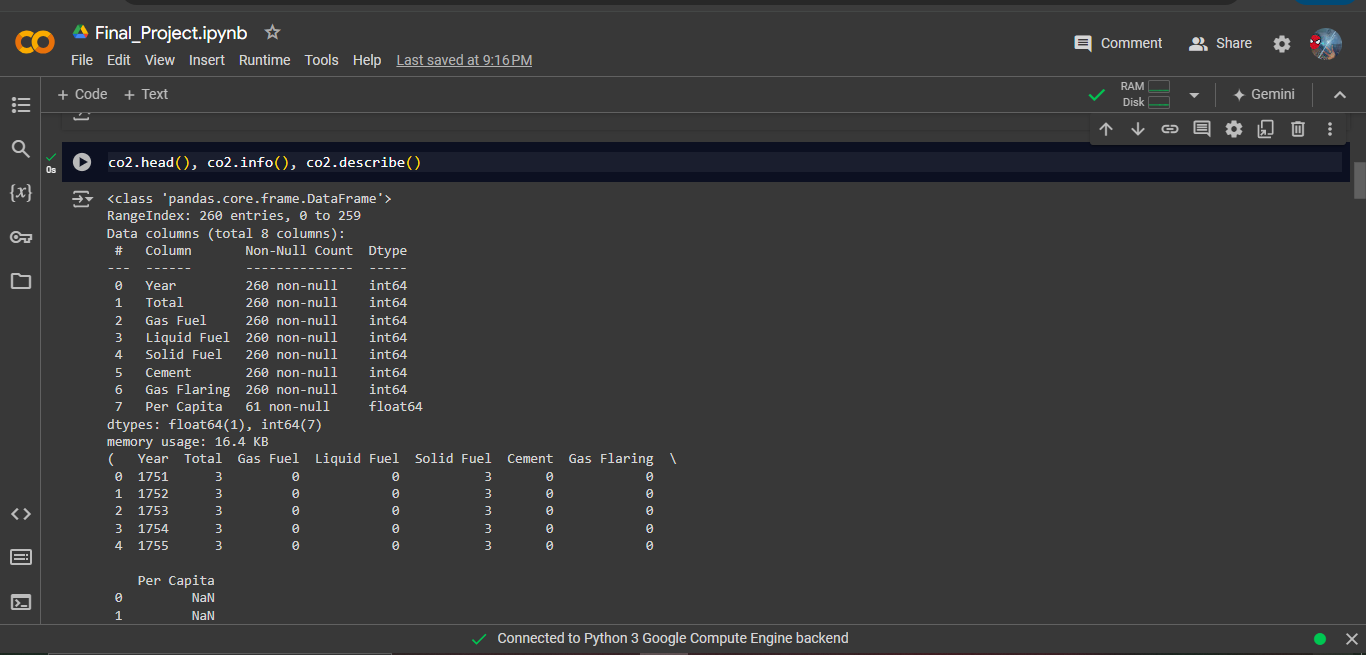 Final_Project.ipynb
Comment
Share
File Edit View Insert Runtime Tools Help Last saved at 9:16 PM
+ Code + Text
RAM
Disk
Gemini
0s
co2.head(), co2.info(), co2.describe()
<class 'pandas.core.frame.DataFrame'>
RangeIndex: 260 entries, 0 to 259
Data columns (total 8 columns):
 #   Column       Non-Null Count  Dtype
---  ------       --------------  -----
 0   Year         260 non-null    int64
 1   Total        260 non-null    int64
 2   Gas Fuel     260 non-null    int64
 3   Liquid Fuel  260 non-null    int64
 4   Solid Fuel   260 non-null    int64
 5   Cement       260 non-null    int64
 6   Gas Flaring  260 non-null    int64
 7   Per Capita   61 non-null     float64
dtypes: float64(1), int64(7)
memory usage: 16.4 KB
(   Year  Total  Gas Fuel  Liquid Fuel  Solid Fuel  Cement  Gas Flaring  \
 0  1751      3         0            0           3       0            0
 1  1752      3         0            0           3       0            0
 2  1753      3         0            0           3       0            0
 3  1754      3         0            0           3       0            0
 4  1755      3         0            0           3       0            0
    Per Capita
 0         NaN
 1         NaN
{x}
Connected to Python 3 Google Compute Engine backend